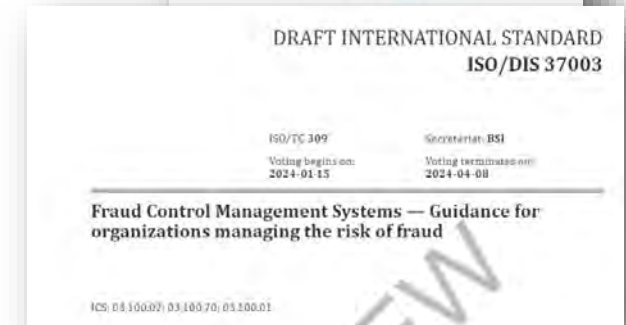 DRAFT INTERNATIONAL STANDARD
ISO/DIS 37003
ISO/TC 309
Secretariat: BSI
Voting begins on:
Voting terminates on:
2024-01-15
2024-04-08
Fraud Control Management Systems — Guidance for
organizations managing the risk of fraud
ICS: 03.100.02; 03.100.70; 03.100.01